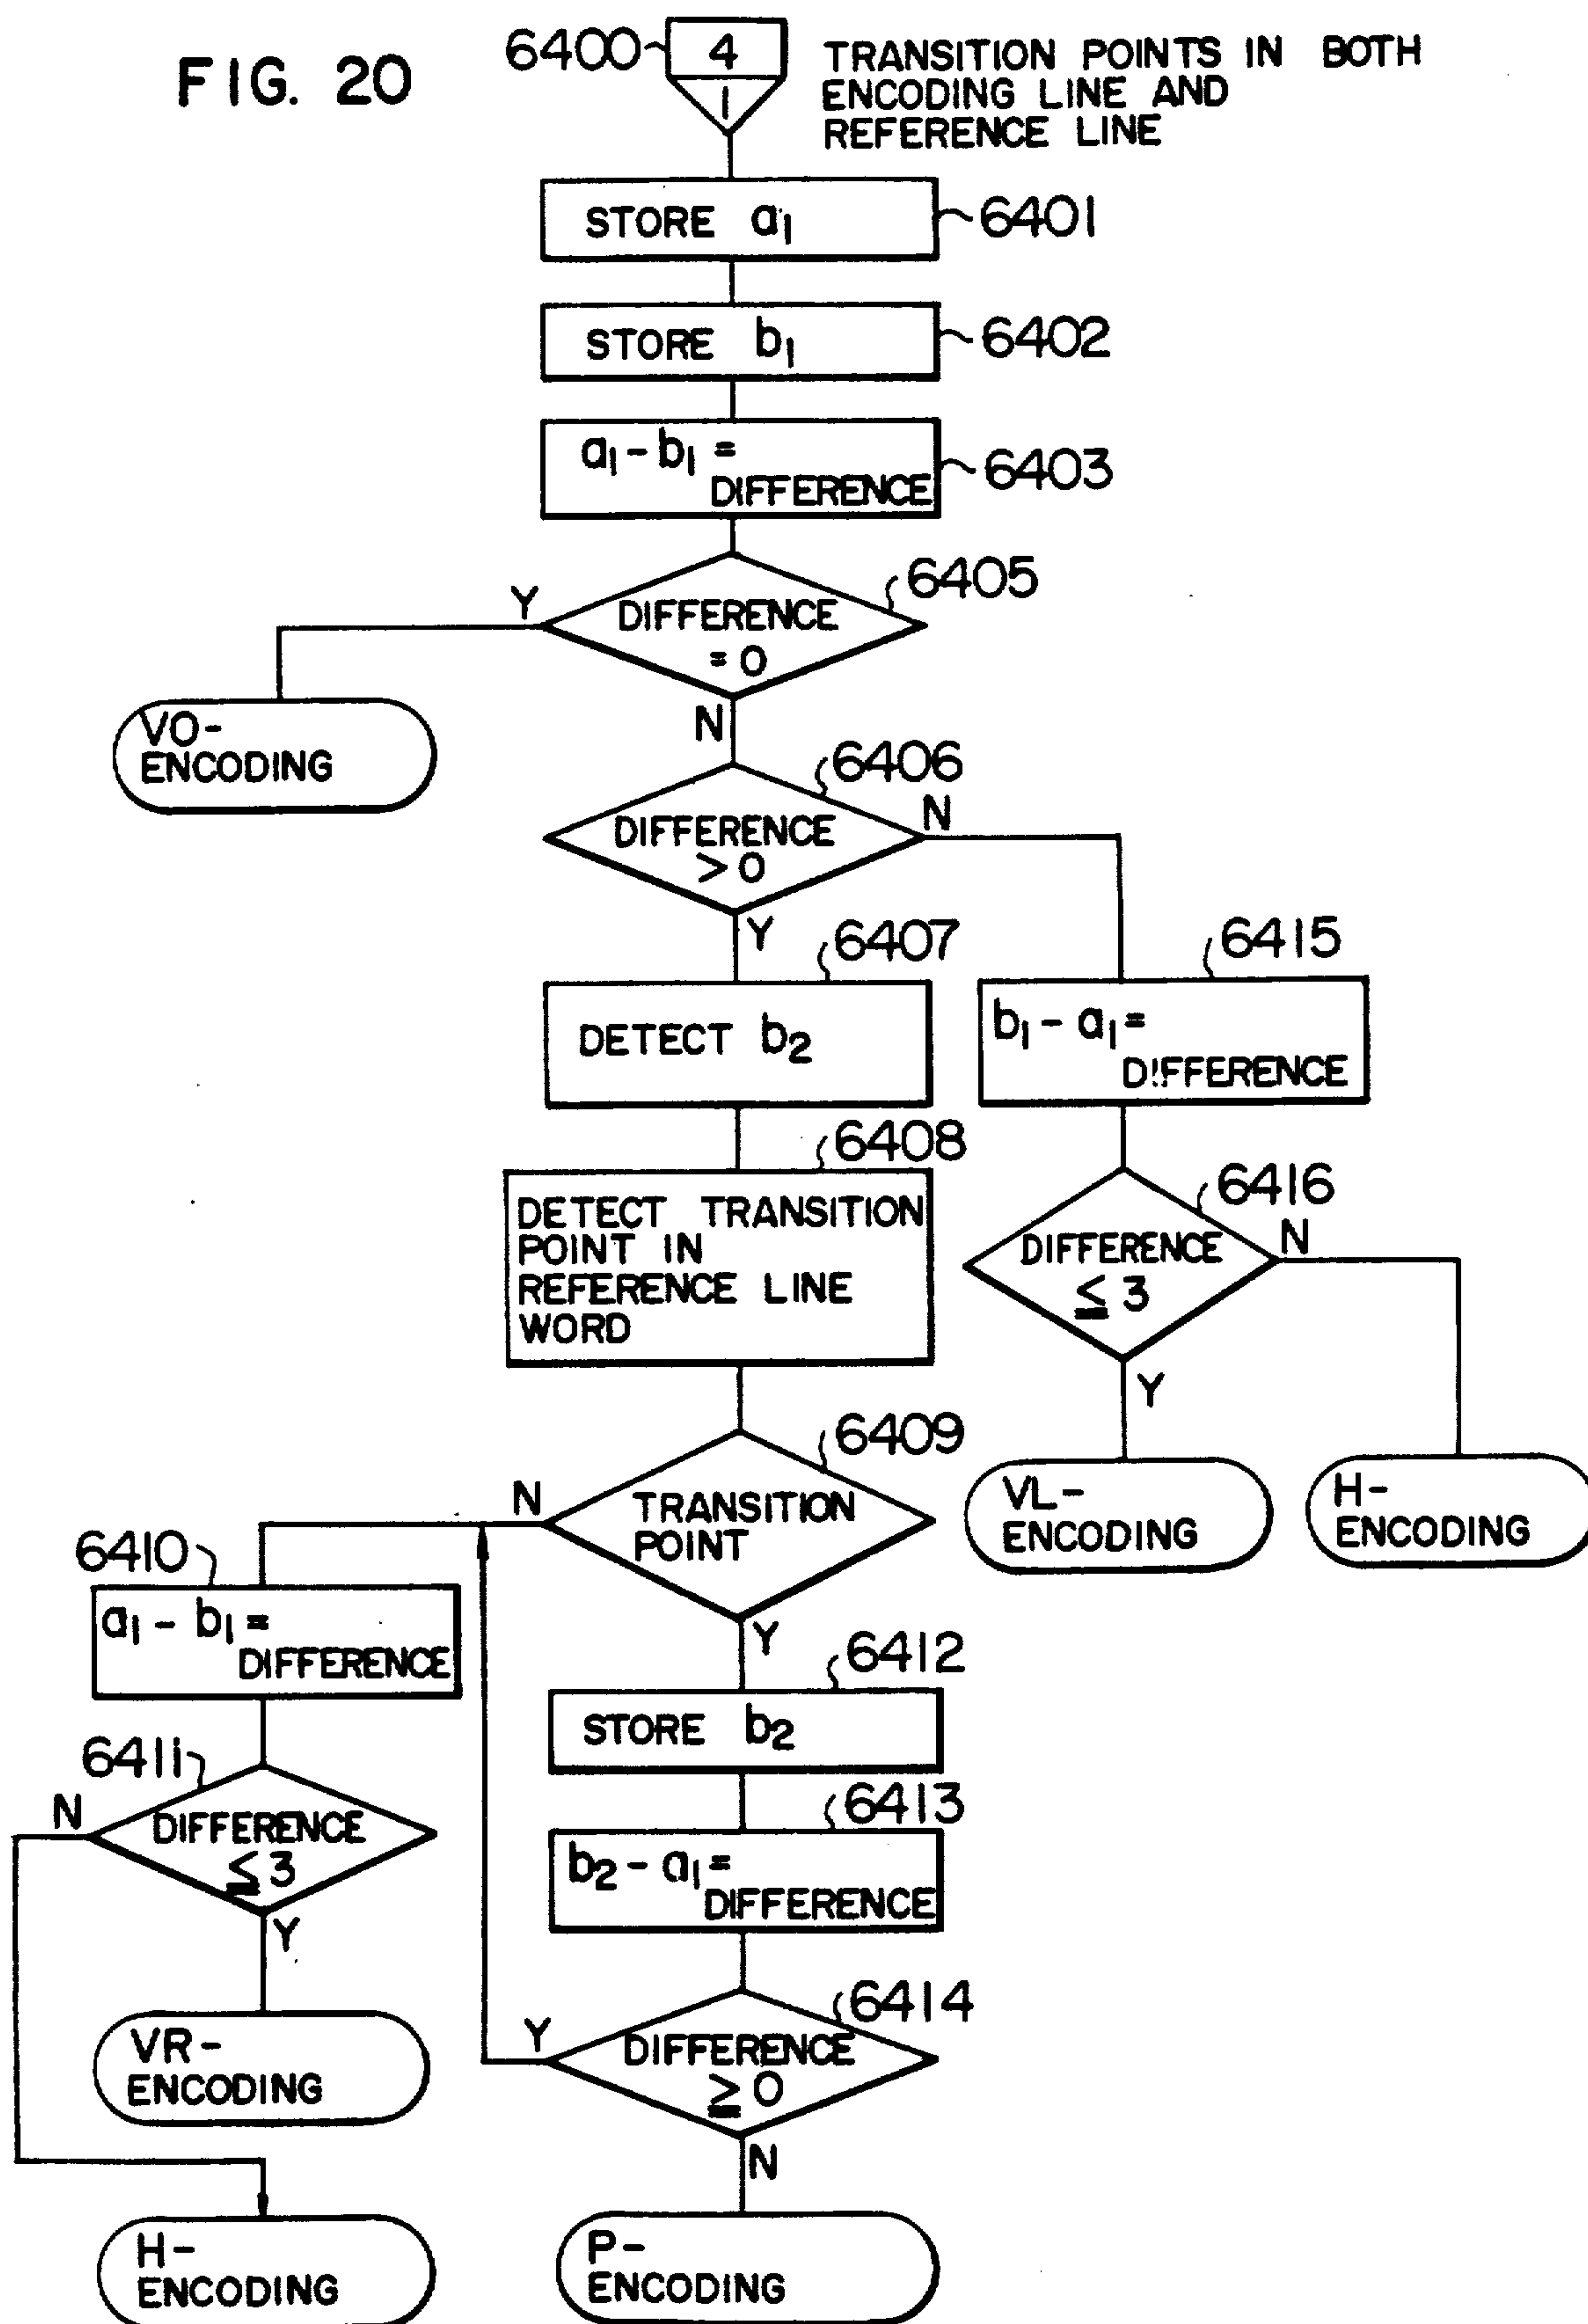 FIG. 20
6400
4
1
TRANSITION POINTS IN BOTH
ENCODING LINE AND
REFERENCE LINE
STORE a1
6401
STORE b1
6402
a1 - b1 =
DIFFERENCE
6403
6405
Y
DIFFERENCE
= 0
N
V0-
ENCODING
6406
DIFFERENCE
> 0
N
Y
6407
DETECT b2
6415
b1 - a1 =
DIFFERENCE
6408
DETECT TRANSITION
POINT IN
REFERENCE LINE
WORD
6416
DIFFERENCE
≤ 3
N
Y
6409
N
TRANSITION
POINT
Y
VL-
ENCODING
H-
ENCODING
6410
a1 - b1 =
DIFFERENCE
6412
STORE b2
6411
N
DIFFERENCE
≤ 3
Y
6413
b2 - a1 =
DIFFERENCE
6414
Y
DIFFERENCE
≥ 0
N
VR-
ENCODING
H-
ENCODING
P-
ENCODING